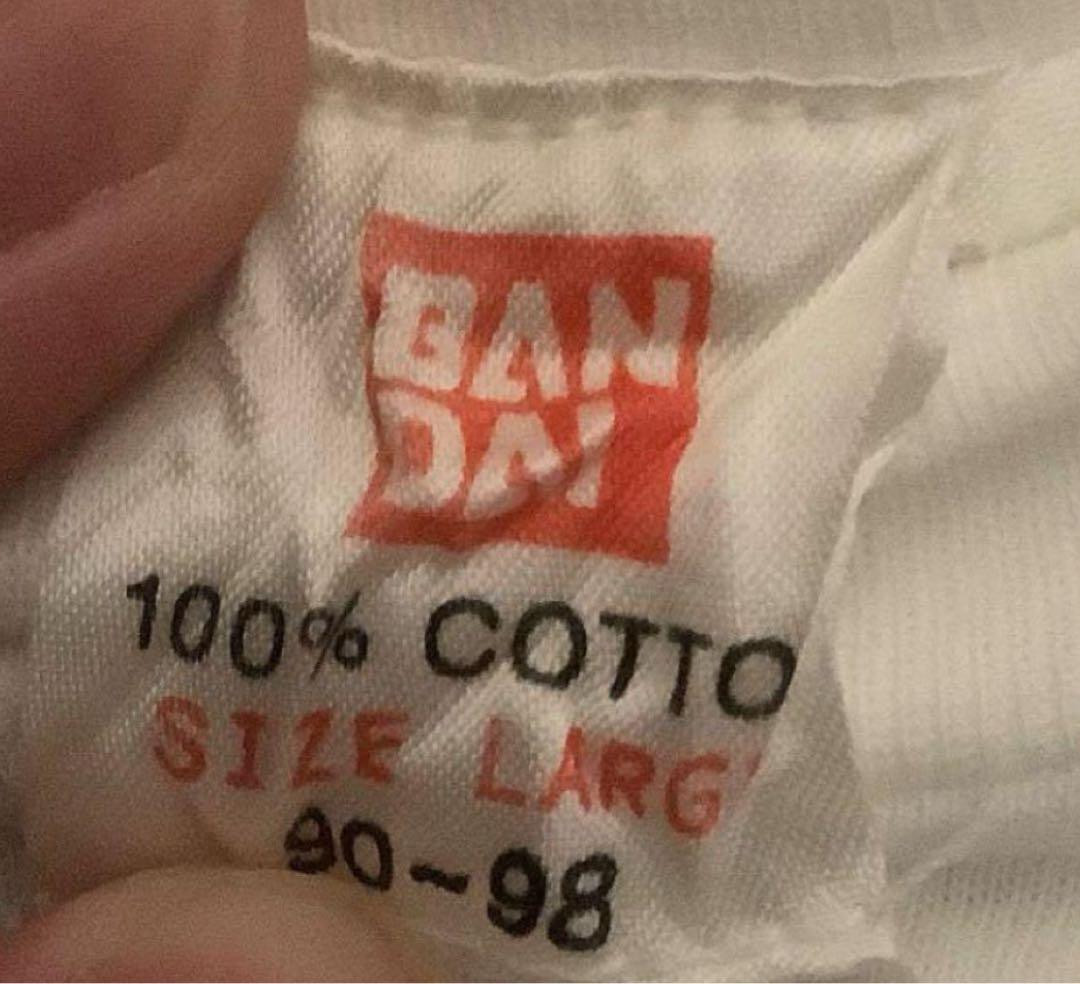 BAN
DAI
100% COTTO
SIZE LARG
90~98